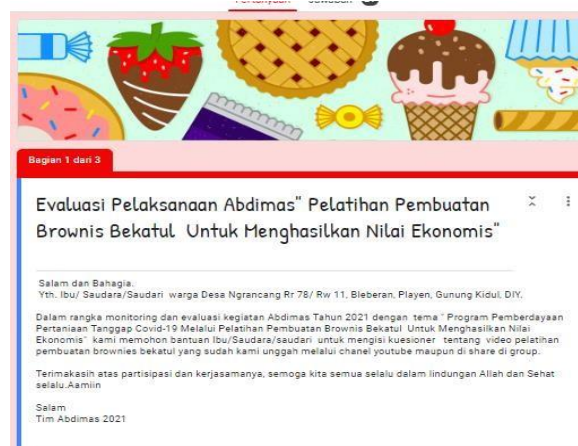 Bagian 1 dari 3
Evaluasi Pelaksanaan Abdimas" Pelatihan Pembuatan
Brownis Bekatul Untuk Menghasilkan Nilai Ekonomis"
Salam dan Bahagia.
Yth. Ibu/ Saudara/Saudari warga Desa Ngrancang Rr 78/ Rw 11, Bleberan, Playen, Gunung Kidul, DIY.
Dalam rangka monitoring dan evaluasi kegiatan Abdimas Tahun 2021 dengan tema " Program Pemberdayaan
Pertaniaan Tanggap Covid-19 Melalui Pelatihan Pembuatan Brownis Bekatul Untuk Menghasilkan Nilai
Ekonomis" kami memohon bantuan Ibu/Saudara/saudari untuk mengisi kuesioner tentang video pelatihan
pembuatan brownies bekatul yang sudah kami unggah melalui chanel youtube maupun di share di group.
Terimakasih atas partisipasi dan kerjasamanya, semoga kita semua selalu dalam lindungan Allah dan Sehat
selalu.Aamiin
Salam
Tim Abdimas 2021